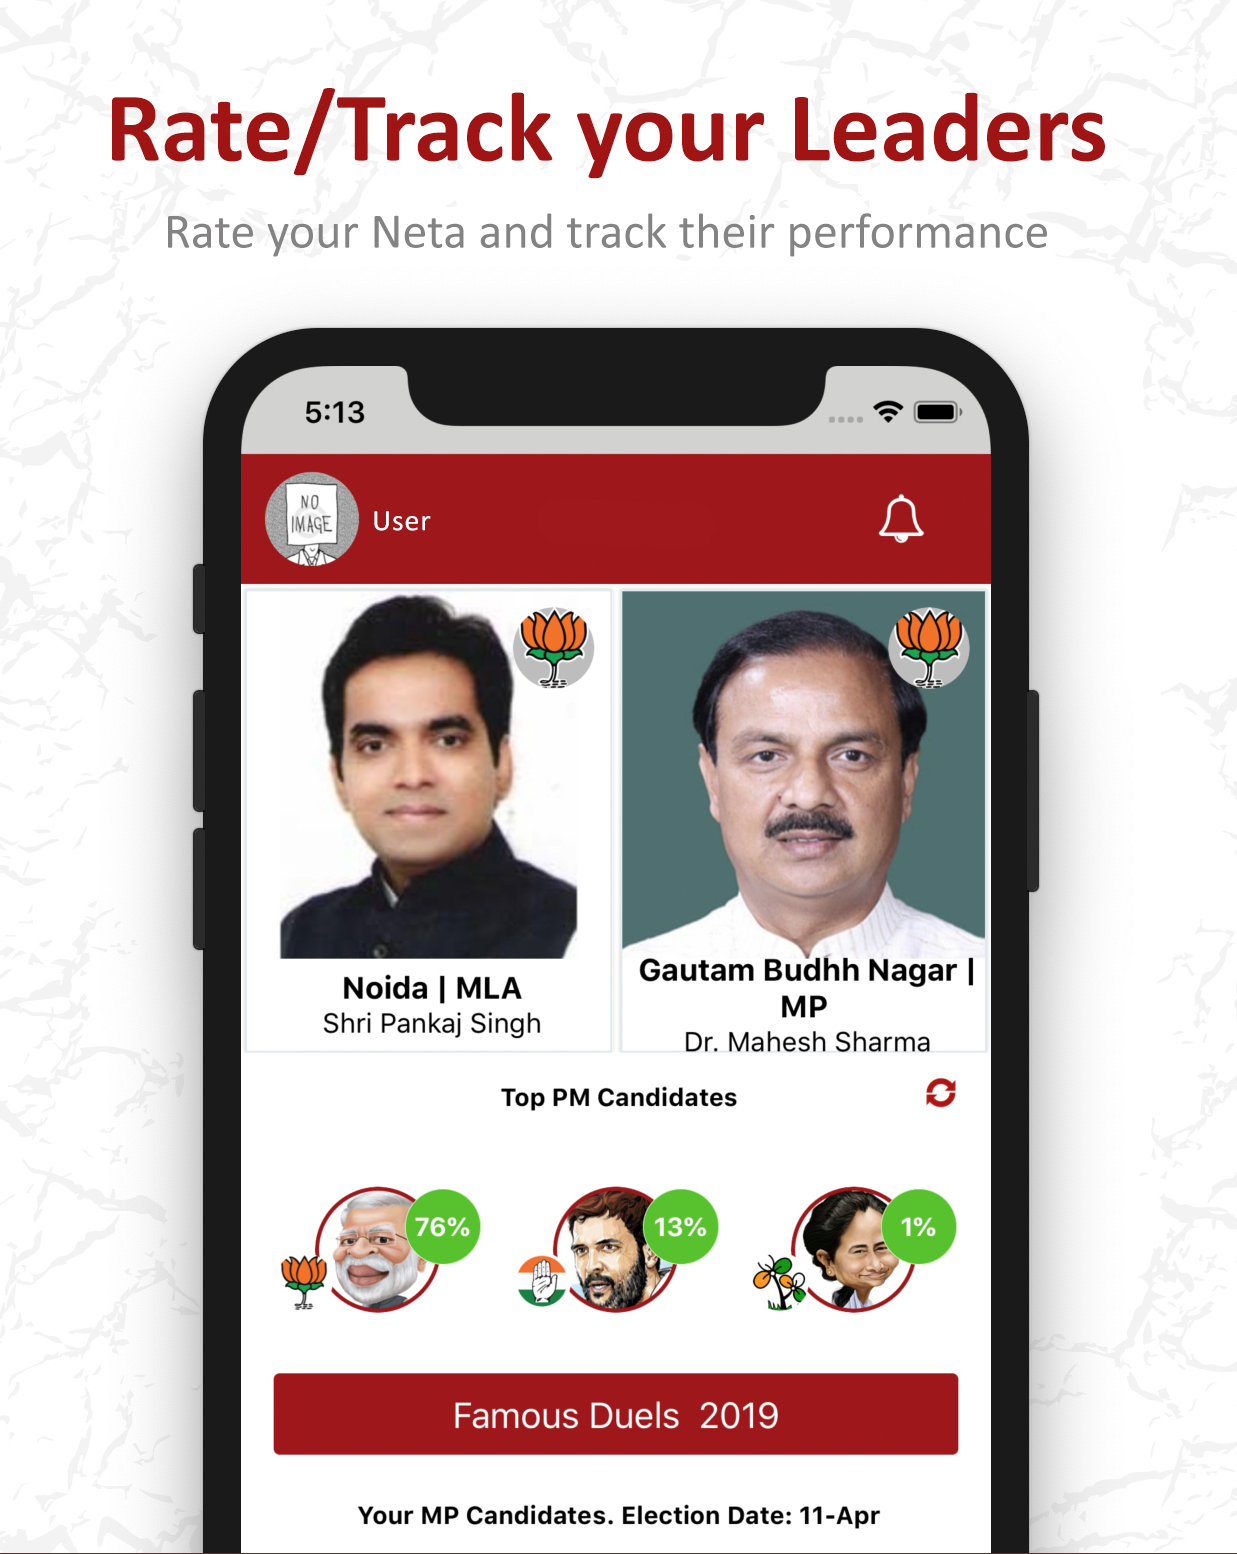 Rate/Track your Leaders
Rate your Neta and track their performance
5:13
NO
IMAGE
User
Noida | MLA
Shri Pankaj Singh
Gautam Budhh Nagar |
MP
Dr. Mahesh Sharma
Top PM Candidates
76%
13%
1%
Famous Duels 2019
Your MP Candidates. Election Date: 11-Apr